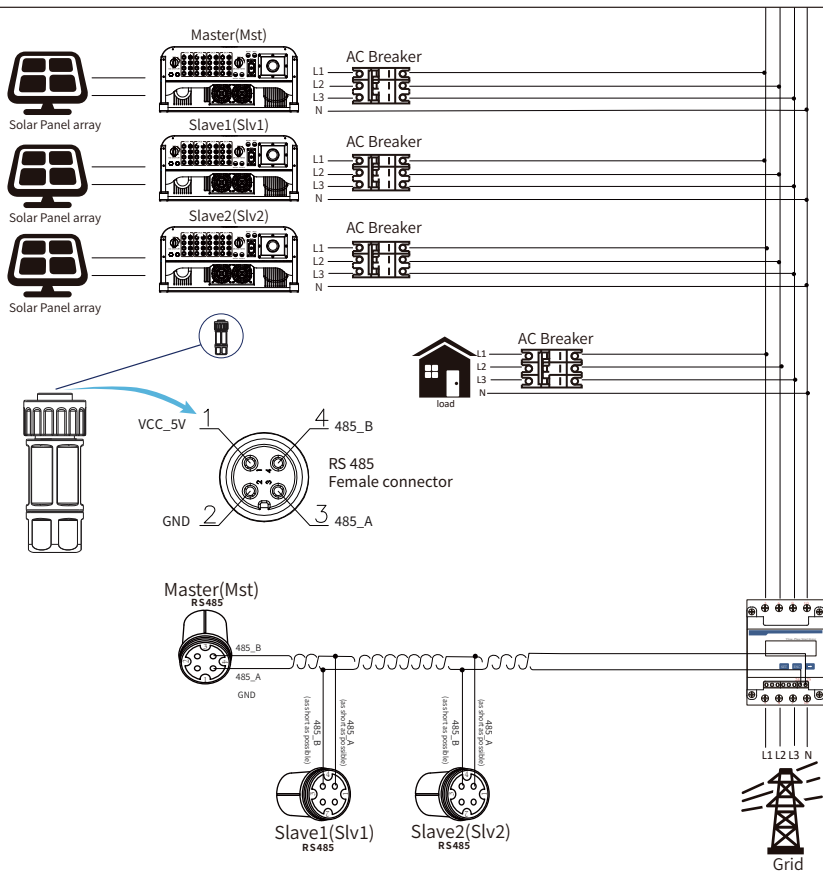 Master(Mst)
AC Breaker
L1
L2
L3
N
Solar Panel array
Slave1(Slv1)
AC Breaker
L1
L2
L3
N
Solar Panel array
Slave2(Slv2)
AC Breaker
L1
L2
L3
N
Solar Panel array
AC Breaker
L1
L2
L3
N
load
VCC_5V 1
4 485_B
1 4
2 3
RS 485
Female connector
GND 2
3 485_A
Master(Mst)
RS485
485_B
485_A
GND
485_B
(as short as possible)
485_A
(as short as possible)
485_B
(as short as possible)
485_A
(as short as possible)
Slave1(Slv1)
RS485
Slave2(Slv2)
RS485
L1 L2 L3 N
Grid